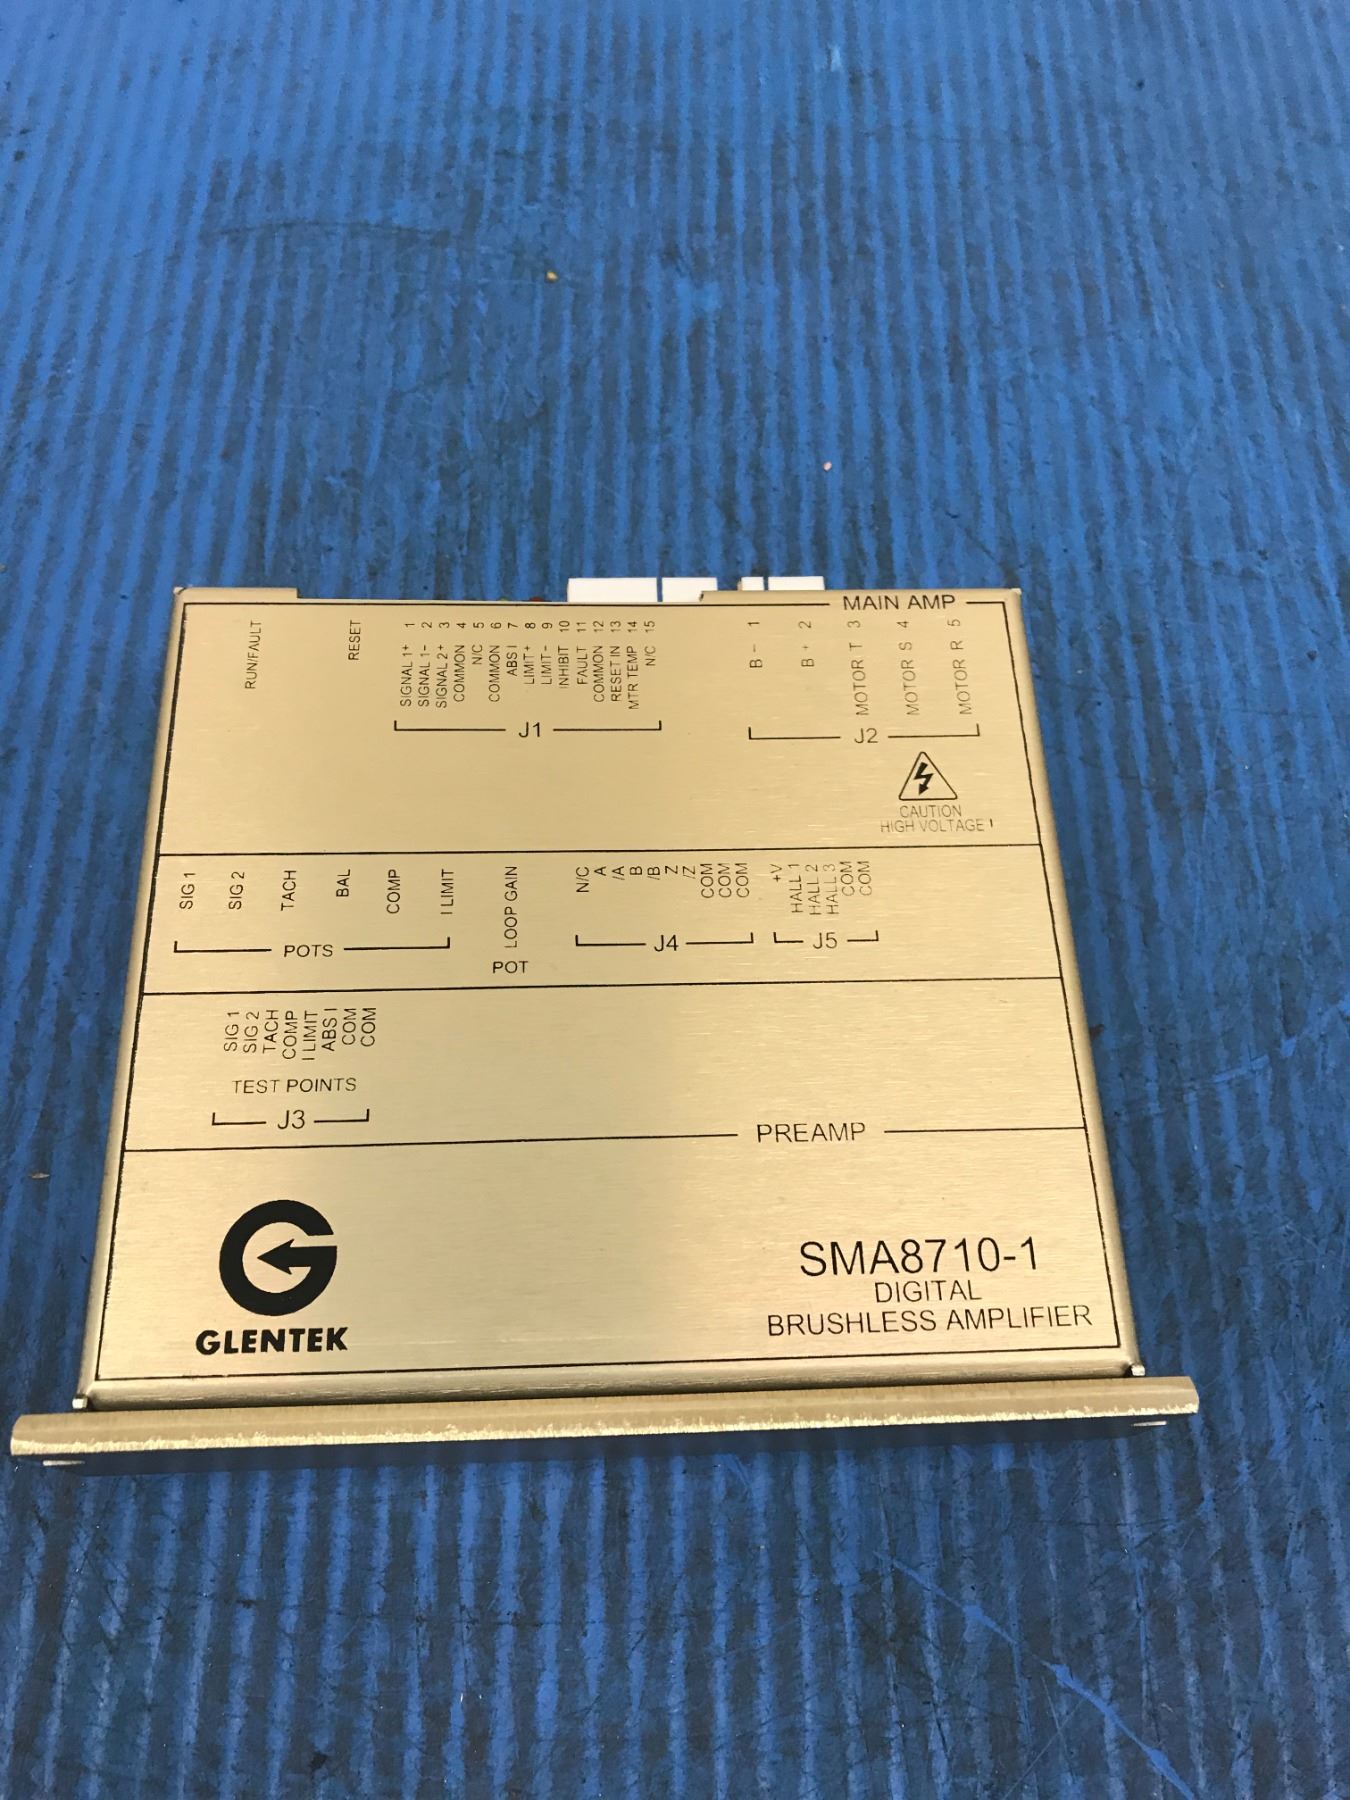 MAIN AMP
RUN/FAULT
RESET
SIGNAL 1+ 1
SIGNAL 1- 2
SIGNAL 2+ 3
COMMON 4
N/C 5
COMMON 6
ABS I 7
LIMIT+ 8
LIMIT- 9
INHIBIT 10
FAULT 11
COMMON 12
RESET IN 13
MTR TEMP 14
N/C 15
J1
B - 1
B + 2
MOTOR T 3
MOTOR S 4
MOTOR R 5
J2
CAUTION
HIGH VOLTAGE !
SIG 1
SIG 2
TACH
BAL
COMP
I LIMIT
POTS
LOOP GAIN
POT
N/C
A
/A
B
/B
Z
/Z
COM
COM
COM
J4
+V
HALL 1
HALL 2
HALL 3
COM
COM
J5
SIG 1
SIG 2
TACH
COMP
I LIMIT
ABS I
COM
COM
TEST POINTS
J3
PREAMP
GLENTEK
SMA8710-1
DIGITAL
BRUSHLESS AMPLIFIER